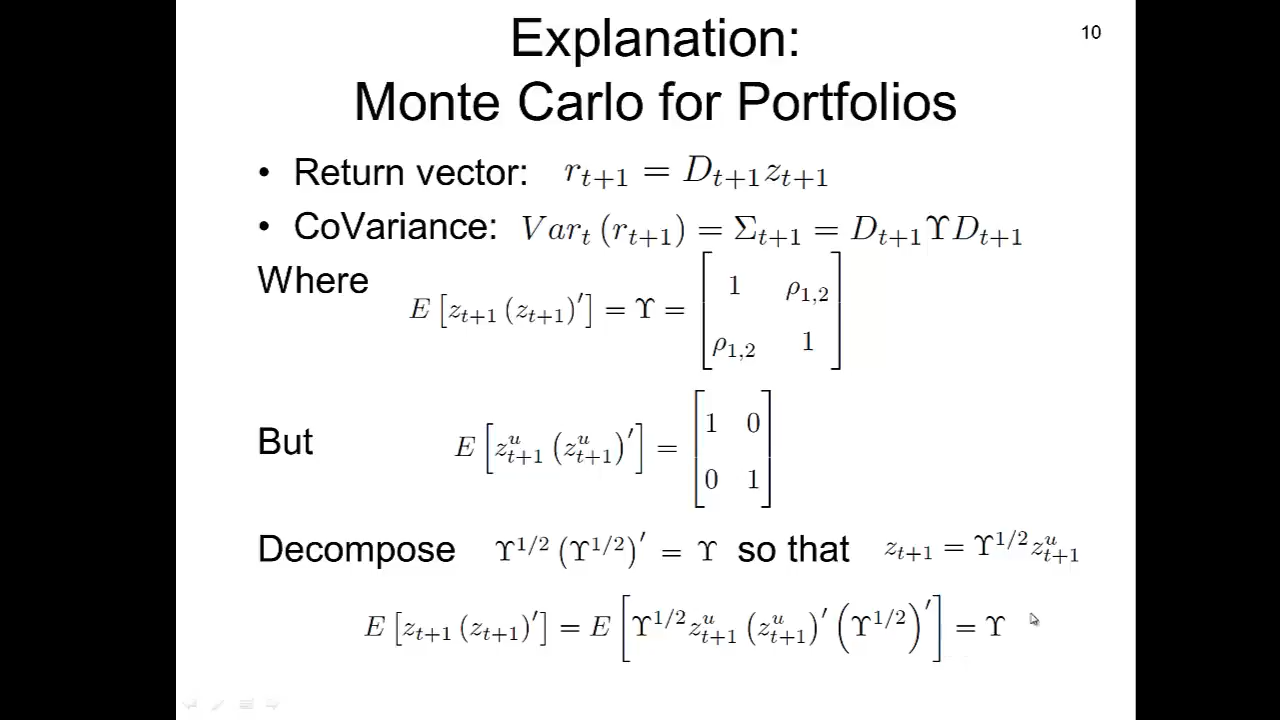 10
Explanation:
Monte Carlo for Portfolios
• Return vector: r_{t+1} = D_{t+1} z_{t+1}
• CoVariance: Var_t (r_{t+1}) = Σ_{t+1} = D_{t+1} ϒ D_{t+1}
Where E [z_{t+1} (z_{t+1})′] = ϒ = [1 ρ_{1,2}
ρ_{1,2} 1]
But E [z^u_{t+1} (z^u_{t+1})′] = [1 0
0 1]
Decompose ϒ^{1/2} (ϒ^{1/2})′ = ϒ so that z_{t+1} = ϒ^{1/2} z^u_{t+1}
E [z_{t+1} (z_{t+1})′] = E [ϒ^{1/2} z^u_{t+1} (z^u_{t+1})′ (ϒ^{1/2})′] = ϒ